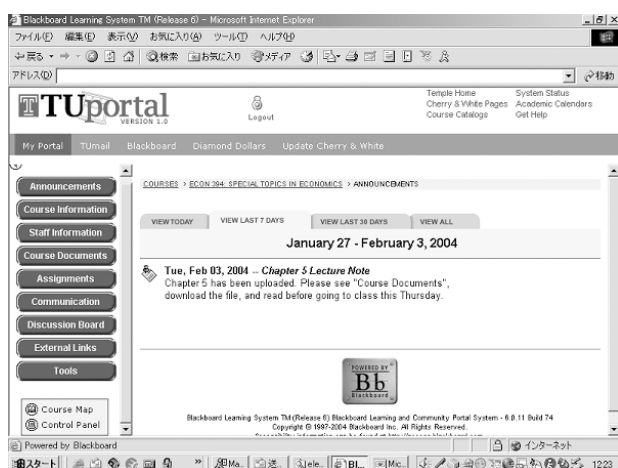 Blackboard Learning System TM (Release 6) - Microsoft Internet Explorer
ファイル(F) 編集(E) 表示(V) お気に入り ツール(T) ヘルプ(H)
戻る 検索 お気に入り メディア
アドレス(D) 移動
TUportal
VERSION 1.0
Logout
Temple Home System Status
Cherry & White Pages Academic Calendars
Course Catalogs Get Help
My Portal TUmail Blackboard Diamond Dollars Update Cherry & White
Announcements
Course Information
Staff Information
Course Documents
Assignments
Communication
Discussion Board
External Links
Tools
Course Map
Control Panel
COURSES > ECON 394: SPECIAL TOPICS IN ECONOMICS > ANNOUNCEMENTS
VIEW TODAY VIEW LAST 7 DAYS VIEW LAST 30 DAYS VIEW ALL
January 27 - February 3, 2004
Tue, Feb 03, 2004 -- Chapter 5 Lecture Note
Chapter 5 has been uploaded. Please see "Course Documents",
download the file, and read before going to class this Thursday.
POWERED BY
Bb
Blackboard
Blackboard Learning System TM (Release 6) Blackboard Learning and Community Portal System - 6.0.11 Build 74
Copyright © 1997-2004 Blackboard Inc. All Rights Reserved.
Powered by Blackboard インターネット
スタート Ma... 送.. ele... Bl... Mic.. 1223